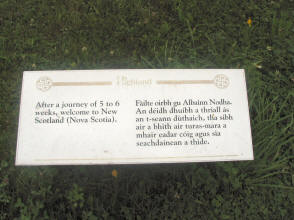 Highland
After a journey of 5 to 6
weeks, welcome to New
Scotland (Nova Scotia).
Fàilte oirbh gu Albainn Nodha.
An dèidh dhuibh a thriall às
an t-seann dùthaich, tha sibh
air a bhith air turas-mara a
mhair eadar còig agus sia
seachdainean a thìde.